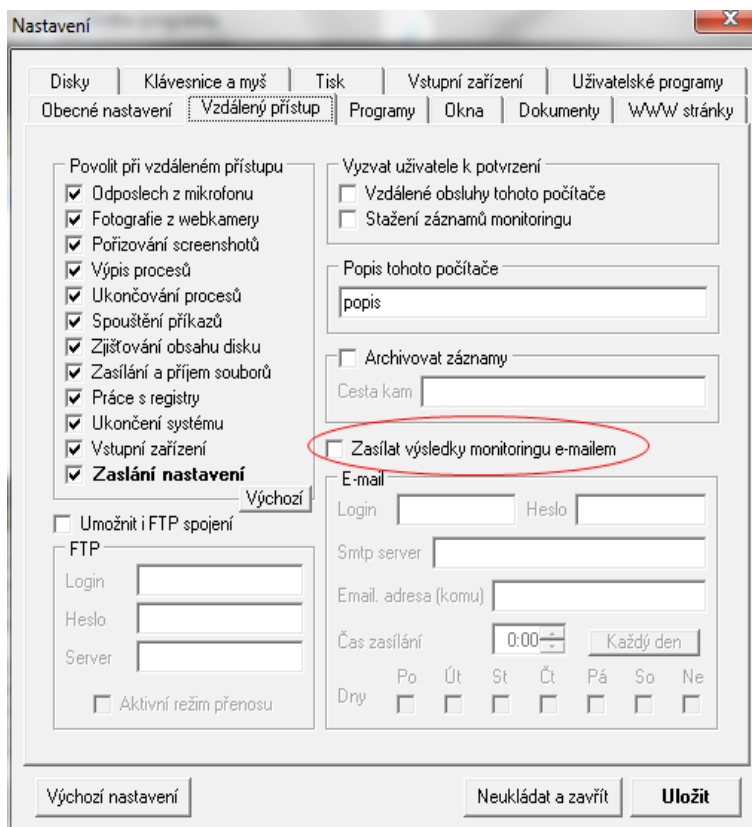 Nastavení
Disky
Klávesnice a myš
Tisk
Vstupní zařízení
Uživatelské programy
Obecné nastavení
Vzdálený přístup
Programy
Okna
Dokumenty
WWW stránky
Povolit při vzdáleném přístupu
Odposlech z mikrofonu
Fotografie z webkamery
Pořizování screenshotů
Výpis procesů
Ukončování procesů
Spouštění příkazů
Zjišťování obsahu disku
Zasílání a příjem souborů
Práce s registry
Ukončení systému
Vstupní zařízení
Zaslání nastavení
Výchozí
Umožnit i FTP spojení
FTP
Login
Heslo
Server
Aktivní režim přenosu
Vyzvat uživatele k potvrzení
Vzdálené obsluhy tohoto počítače
Stažení záznamů monitoringu
Popis tohoto počítače
popis
Archivovat záznamy
Cesta kam
Zasílat výsledky monitoringu e-mailem
E-mail
Login
Heslo
Smtp server
Email. adresa (komu)
Čas zasílání
0:00
Každý den
Po Út St Čt Pá So Ne
Dny
Výchozí nastavení
Neukládat a zavřít
Uložit